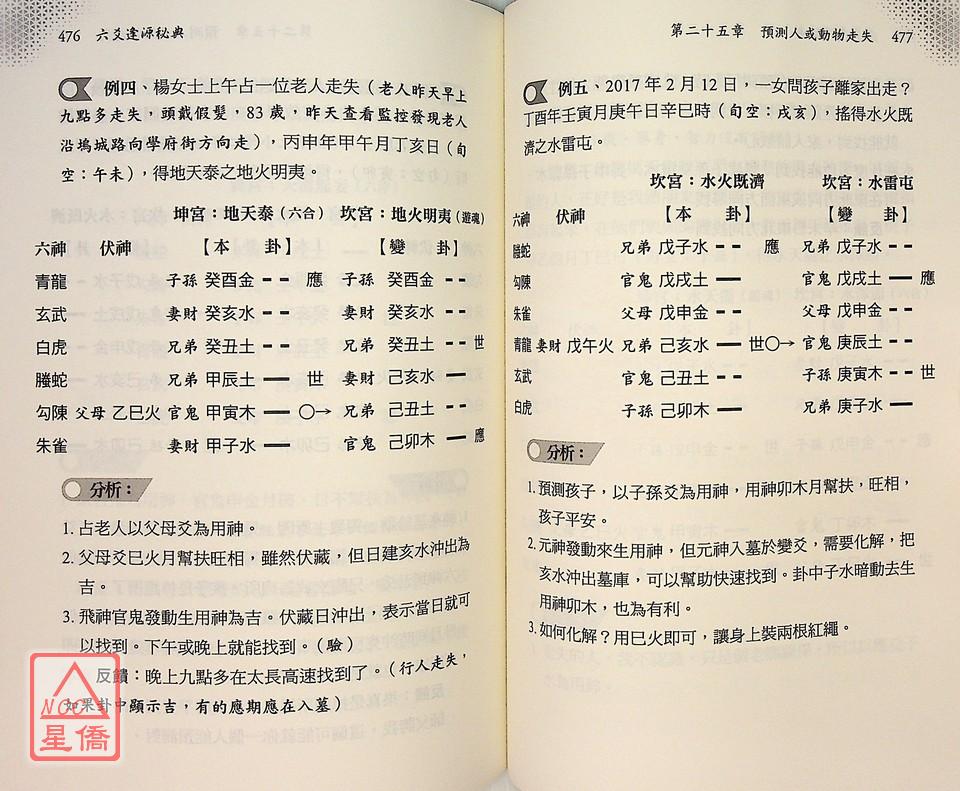 476 六爻逢源秘典
例四、楊女士上午占一位老人走失(老人昨天早上
九點多走失，頭戴假髮，83歲，昨天查看監控發現老人
沿塢城路向學府街方向走)，丙申年甲午月丁亥日(旬
空：午未)，得地天泰之地火明夷。
坤宮：地天泰(六合) 坎宮：地火明夷(遊魂)
六神 伏神 【本 卦】 【變 卦】
青龍 子孫 癸酉金 -- 應 子孫 癸酉金 --
玄武 妻財 癸亥水 -- 妻財 癸亥水 --
白虎 兄弟 癸丑土 -- 兄弟 癸丑土 -- 世
螣蛇 兄弟 甲辰土 — 世 妻財 己亥水 —
勾陳 父母 乙巳火 官鬼 甲寅木 — ○→ 兄弟 己丑土 --
朱雀 妻財 甲子水 — 官鬼 己卯木 — 應
分析：
1. 占老人以父母爻為用神。
2. 父母爻巳火月幫扶旺相，雖然伏藏，但日建亥水沖出為
吉。
3. 飛神官鬼發動生用神為吉。伏藏日沖出，表示當日就可
以找到。下午或晚上就能找到。(驗)
反饋：晚上九點多在太長高速找到了。(行人走失，
如果卦中顯示吉，有的應期應在入墓)
NCC
星僑
第二十五章 預測人或動物走失 477
例五、2017年2月12日，一女問孩子離家出走？
丁酉年壬寅月庚午日辛巳時(旬空：戌亥)，搖得水火既
濟之水雷屯。
坎宮：水火既濟 坎宮：水雷屯
六神 伏神 【本 卦】 【變 卦】
螣蛇 兄弟 戊子水 -- 應 兄弟 戊子水 --
勾陳 官鬼 戊戌土 — 官鬼 戊戌土 — 應
朱雀 父母 戊申金 -- 父母 戊申金 --
青龍 妻財 戊午火 兄弟 己亥水 — 世○→ 官鬼 庚辰土 --
玄武 官鬼 己丑土 -- 子孫 庚寅木 -- 世
白虎 子孫 己卯木 — 兄弟 庚子水 —
分析：
1. 預測孩子，以子孫爻為用神，用神卯木月幫扶，旺相，
孩子平安。
2. 元神發動來生用神，但元神入墓於變爻，需要化解，把
亥水沖出墓庫，可以幫助快速找到。卦中子水暗動去生
用神卯木，也為有利。
3. 如何化解？用巳火即可，讓身上裝兩根紅繩。